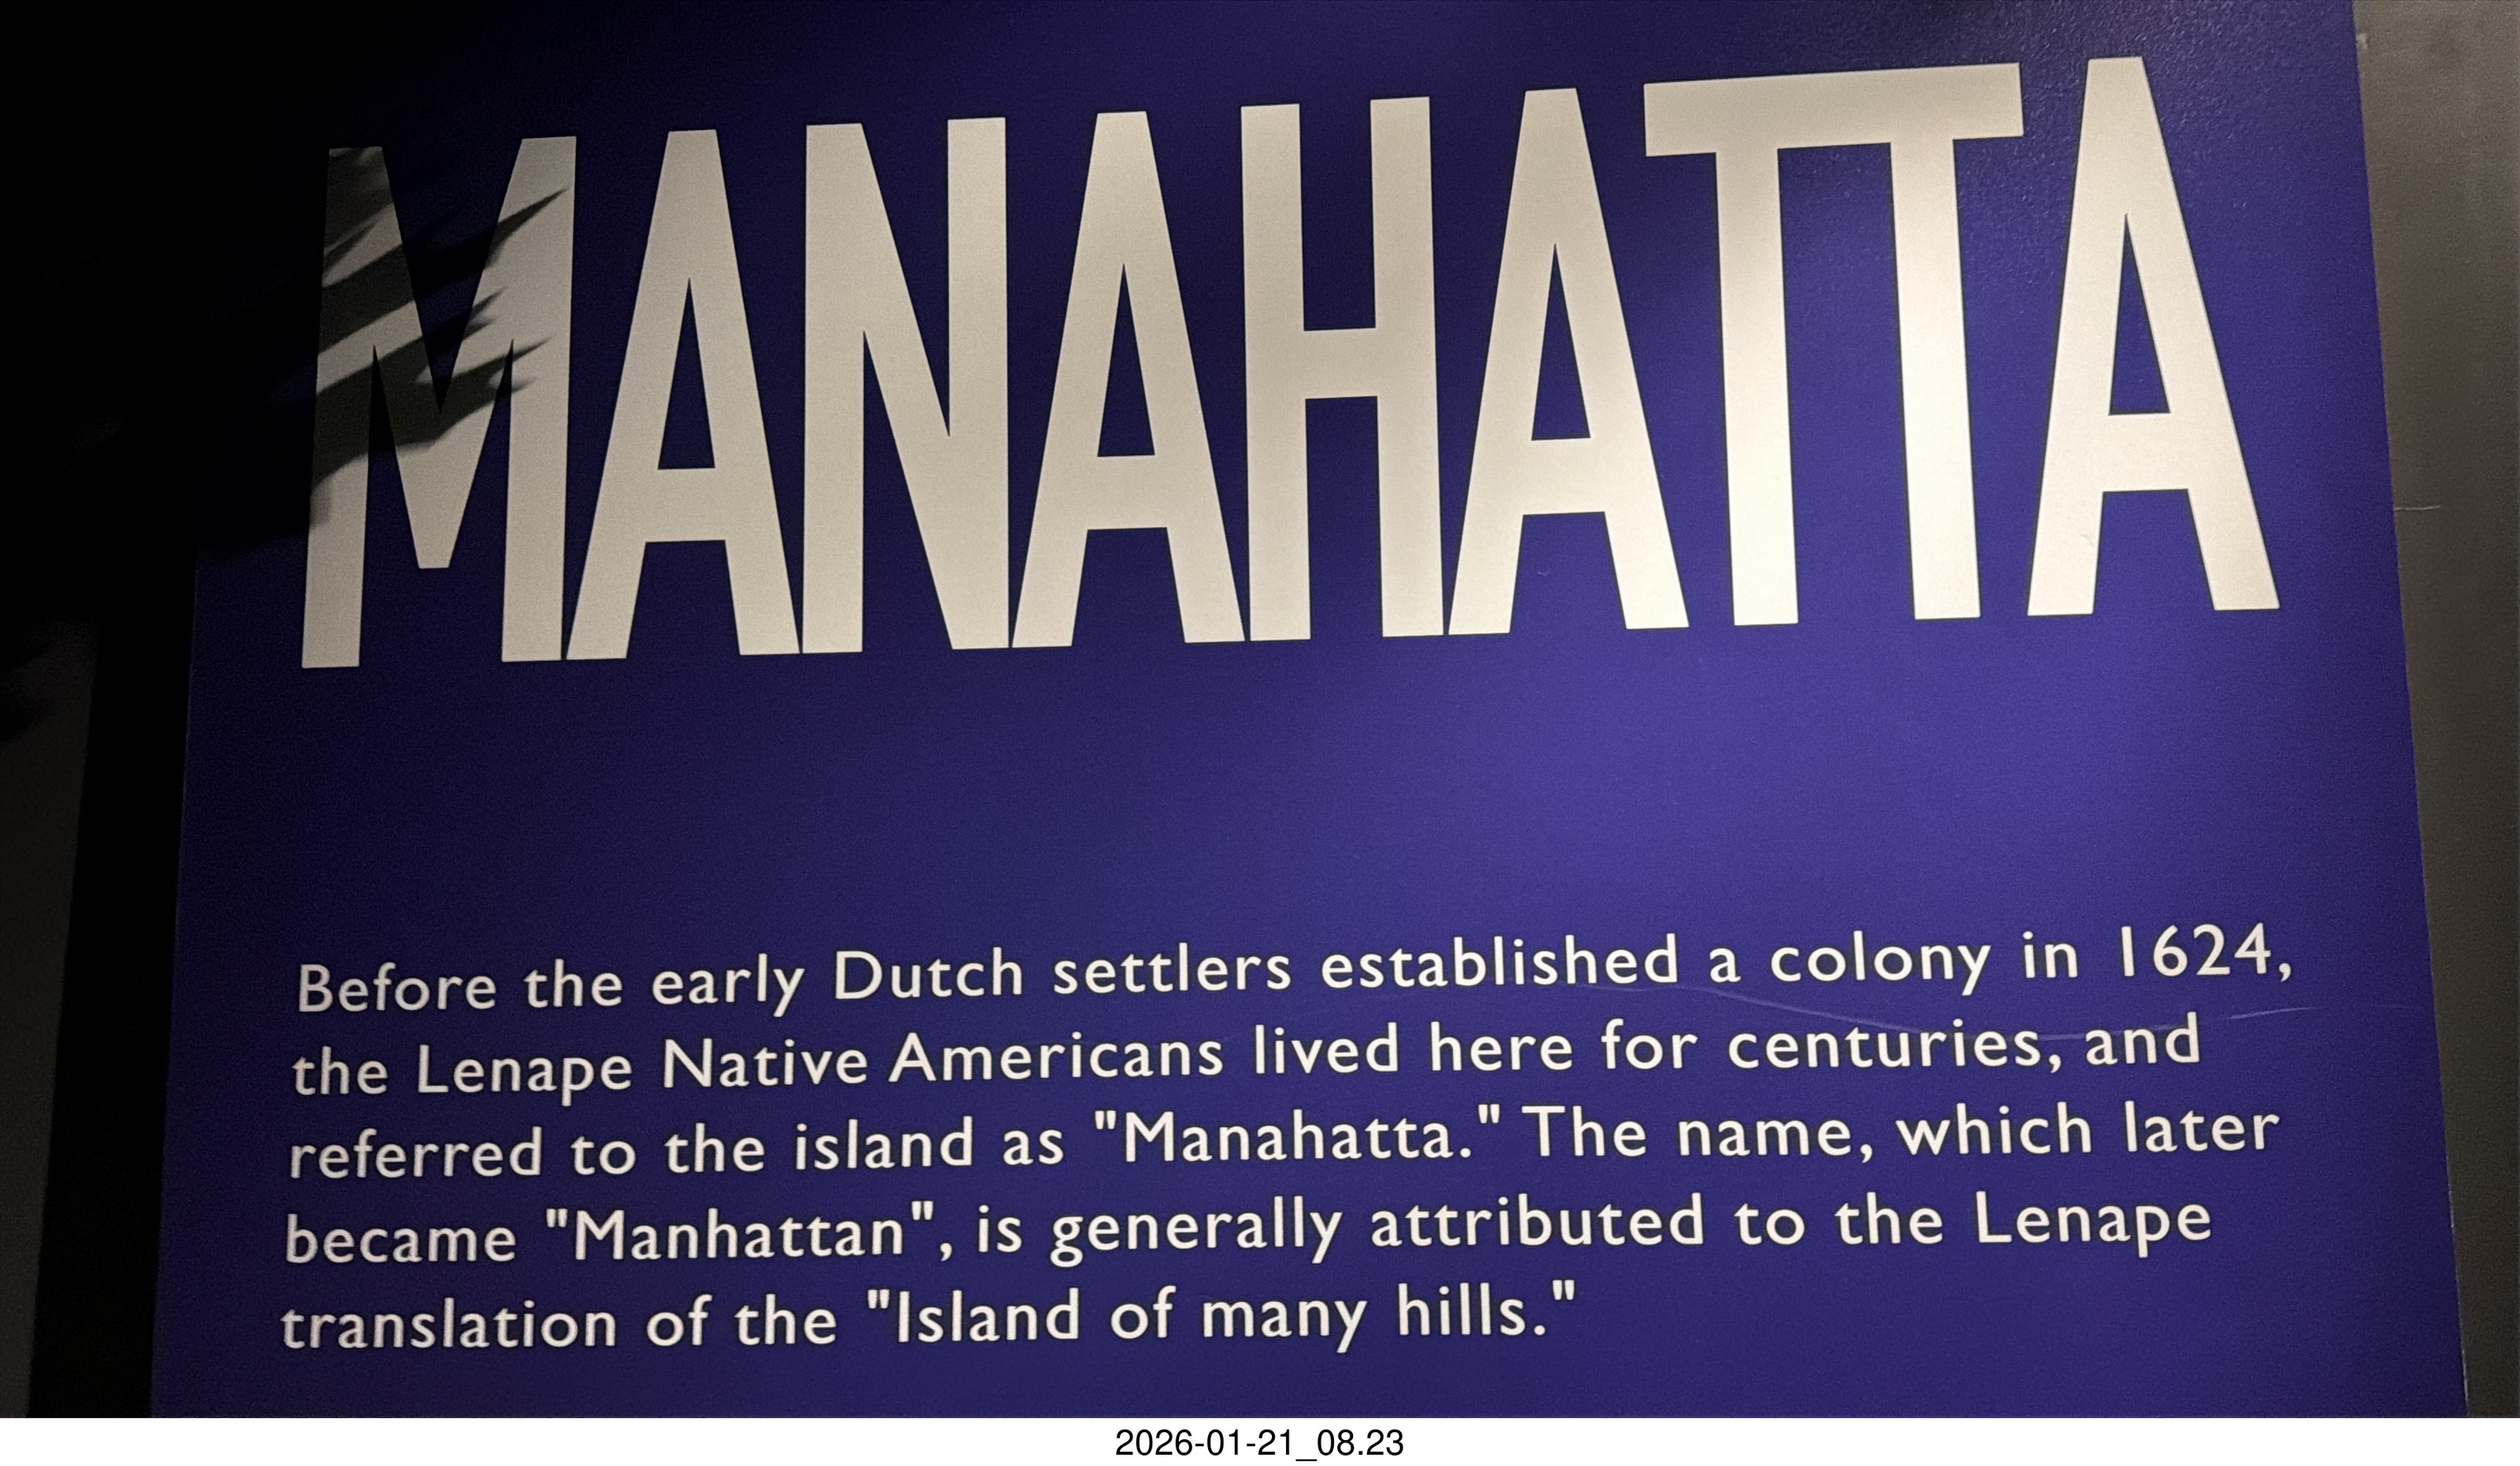 MANAHATTA
Before the early Dutch settlers established a colony in 1624,
the Lenape Native Americans lived here for centuries, and
referred to the island as "Manahatta." The name, which later
became "Manhattan", is generally attributed to the Lenape
translation of the "Island of many hills."
2026-01-21_08.23